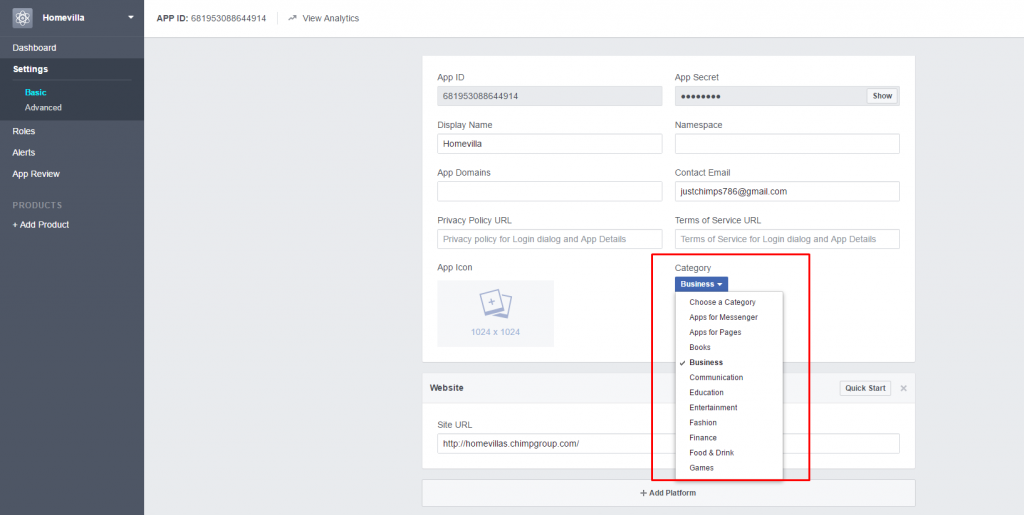 Homevilla
APP ID: 681953088644914
View Analytics
Dashboard
Settings
Basic
Advanced
Roles
Alerts
App Review
PRODUCTS
+ Add Product
App ID
681953088644914
App Secret
●●●●●●●●
Show
Display Name
Homevilla
Namespace
App Domains
Contact Email
justchimps786@gmail.com
Privacy Policy URL
Privacy policy for Login dialog and App Details
Terms of Service URL
Terms of Service for Login dialog and App Details
App Icon
1024 x 1024
Category
Business
Choose a Category
Apps for Messenger
Apps for Pages
Books
Business
Communication
Education
Entertainment
Fashion
Finance
Food & Drink
Games
Website
Quick Start
Site URL
http://homevillas.chimpgroup.com/
+ Add Platform